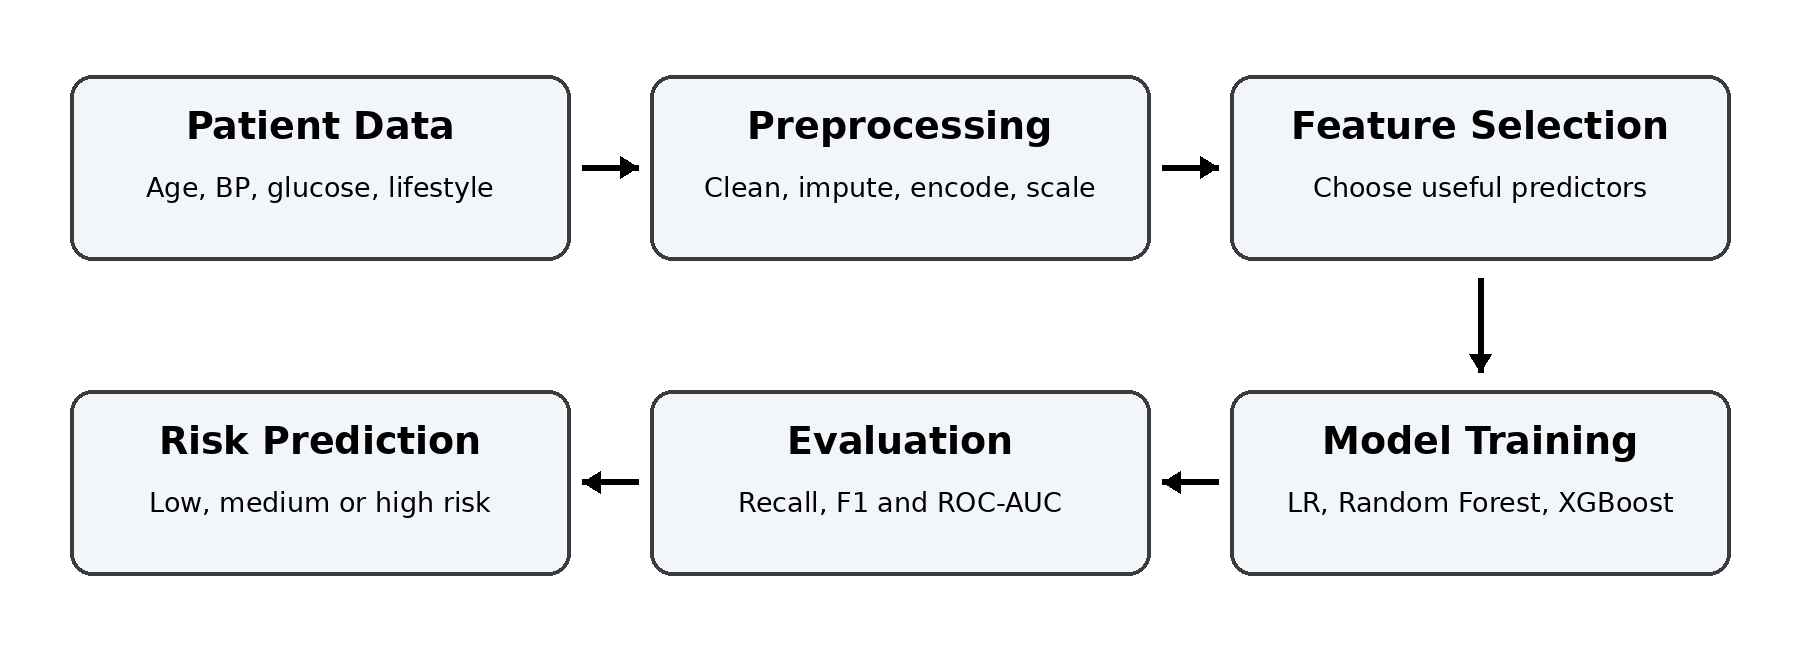 Patient Data
Age, BP, glucose, lifestyle
Preprocessing
Clean, impute, encode, scale
Feature Selection
Choose useful predictors
Model Training
LR, Random Forest, XGBoost
Evaluation
Recall, F1 and ROC-AUC
Risk Prediction
Low, medium or high risk